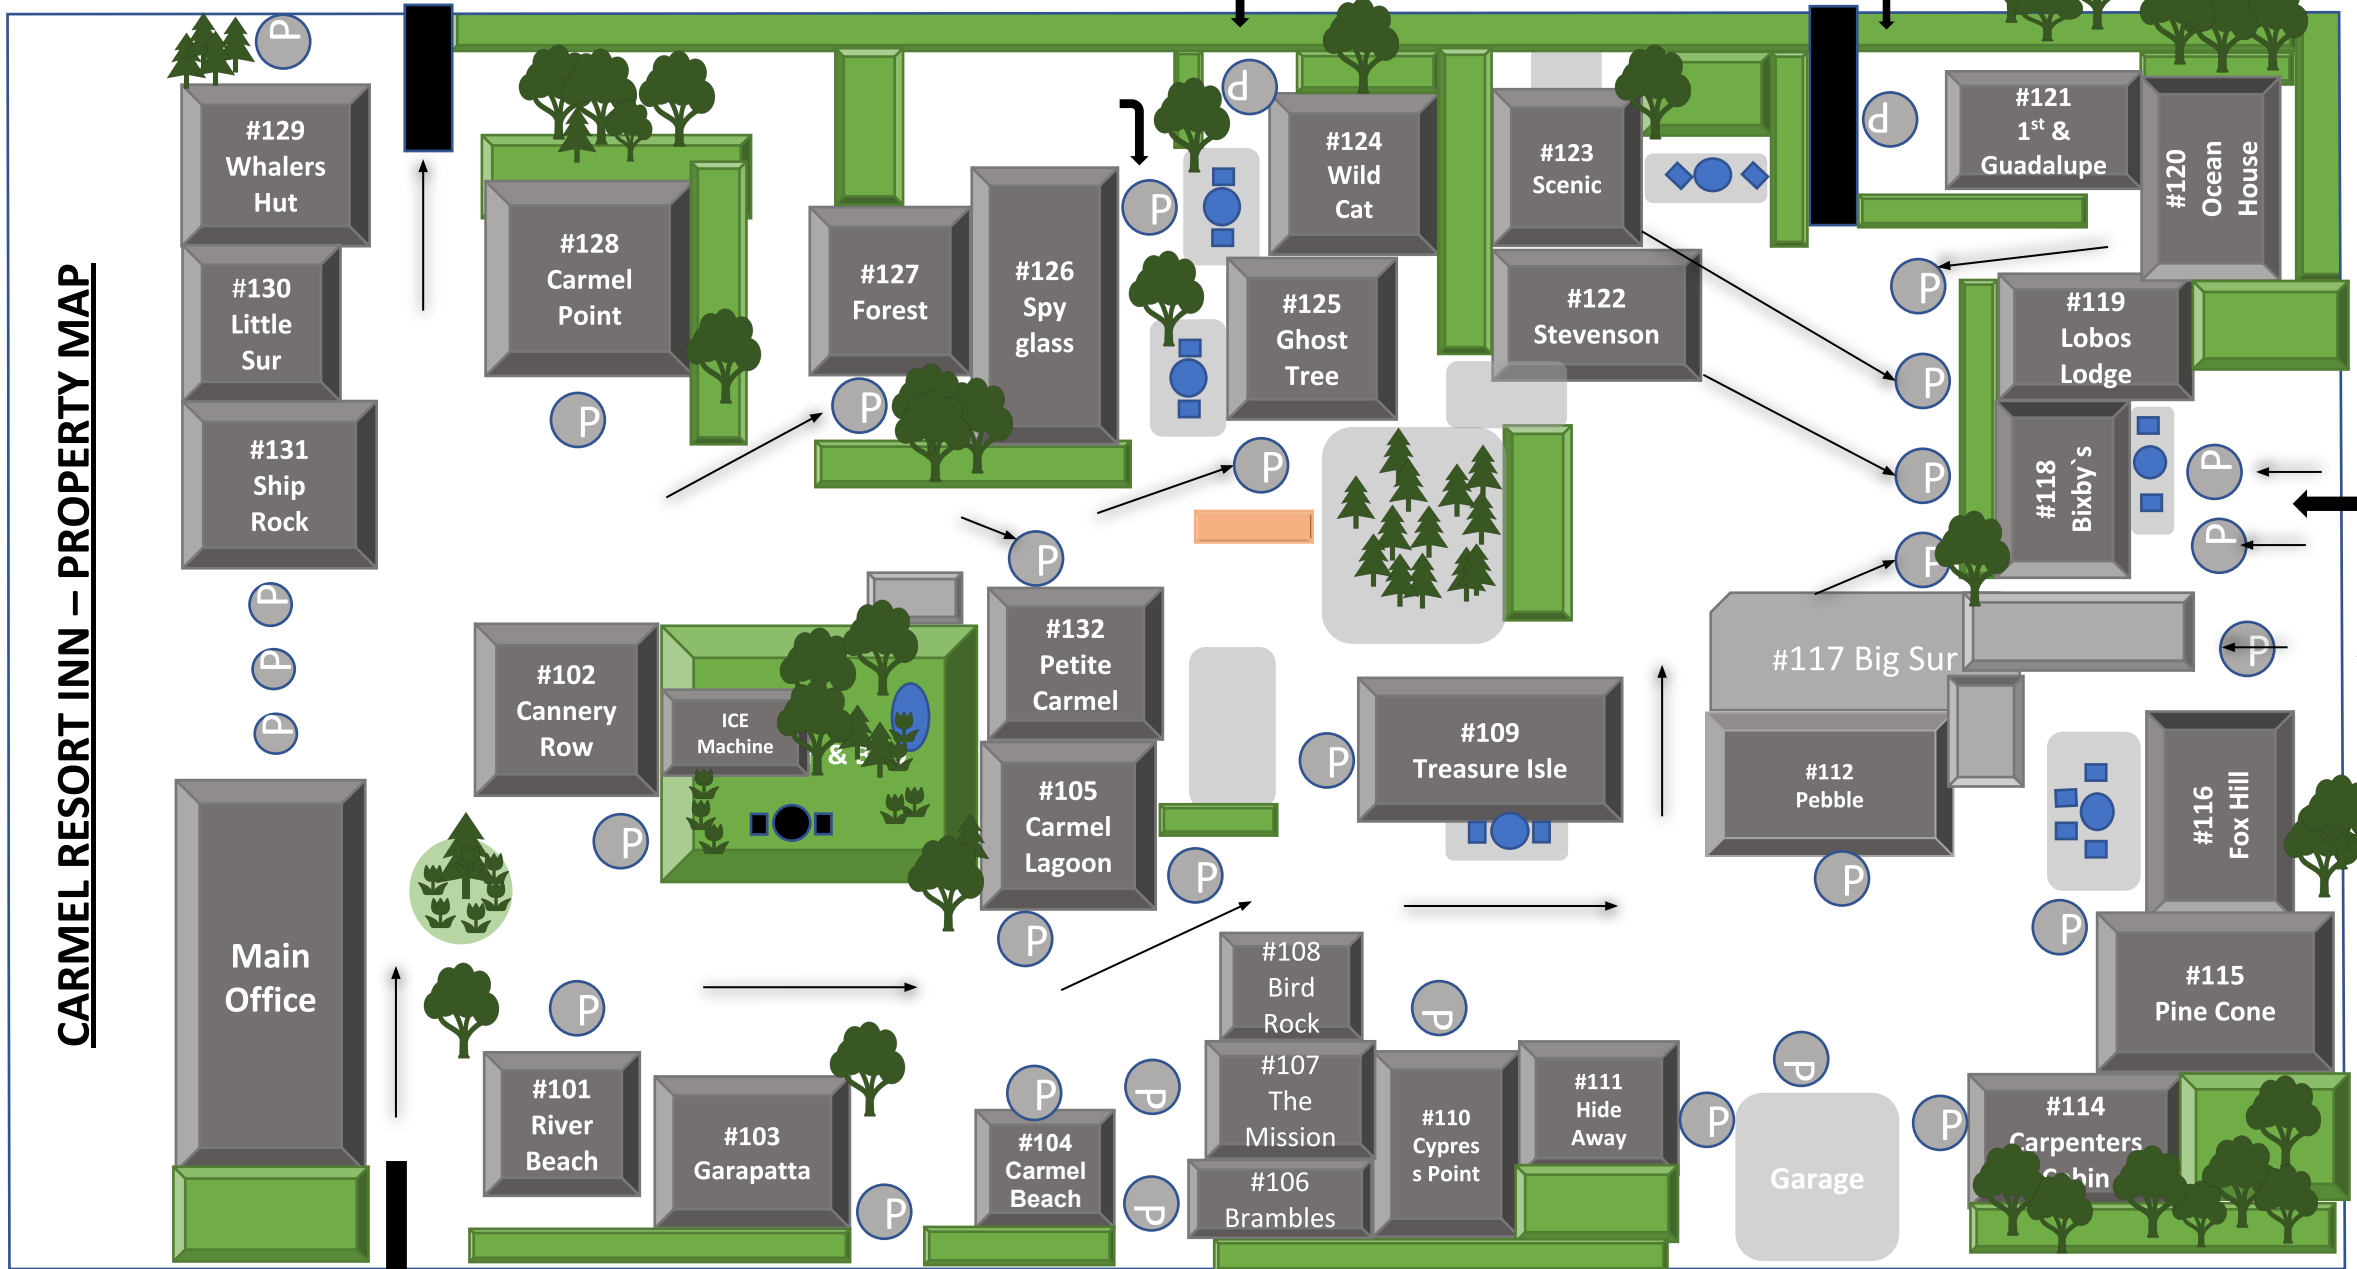 CARMEL RESORT INN – PROPERTY MAP
P
#129
Whalers
Hut
#130
Little
Sur
#131
Ship
Rock
P
P
P
Main
Office
#128
Carmel
Point
P
#127
Forest
P
#126
Spy
glass
P
P
#124
Wild
Cat
#125
Ghost
Tree
P
#123
Scenic
#122
Stevenson
P
#121
1st &
Guadalupe
#120
Ocean
House
P
#119
Lobos
Lodge
P
P
P
#118
Bixby`s
P
P
P
#117 Big Sur
#102
Cannery
Row
P
ICE
Machine
&
P
#132
Petite
Carmel
#105
Carmel
Lagoon
P
P
P
#109
Treasure Isle
#112
Pebble
P
#116
Fox Hill
P
#115
Pine Cone
P
#101
River
Beach
#103
Garapatta
P
P
#104
Carmel
Beach
P
P
#108
Bird
Rock
#107
The
Mission
#106
Brambles
P
#110
Cypres
s Point
#111
Hide
Away
P
P
Garage
P
#114
Carpenters
Cabin